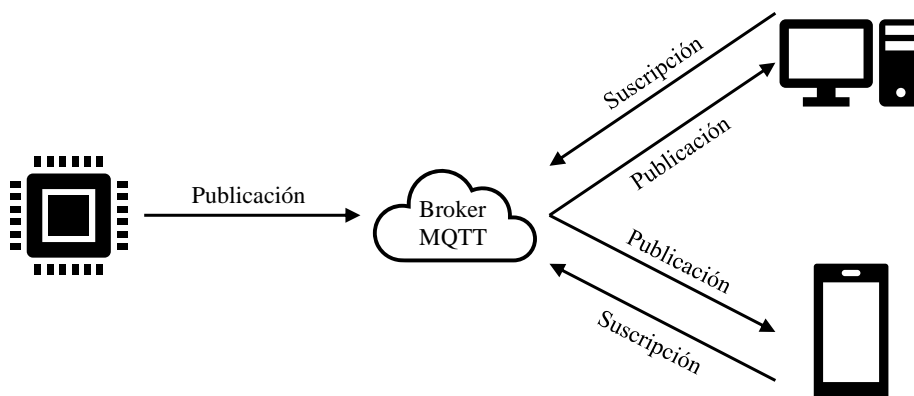 Suscripción
Publicación
Publicación
Broker
MQTT
Publicación
Suscripción